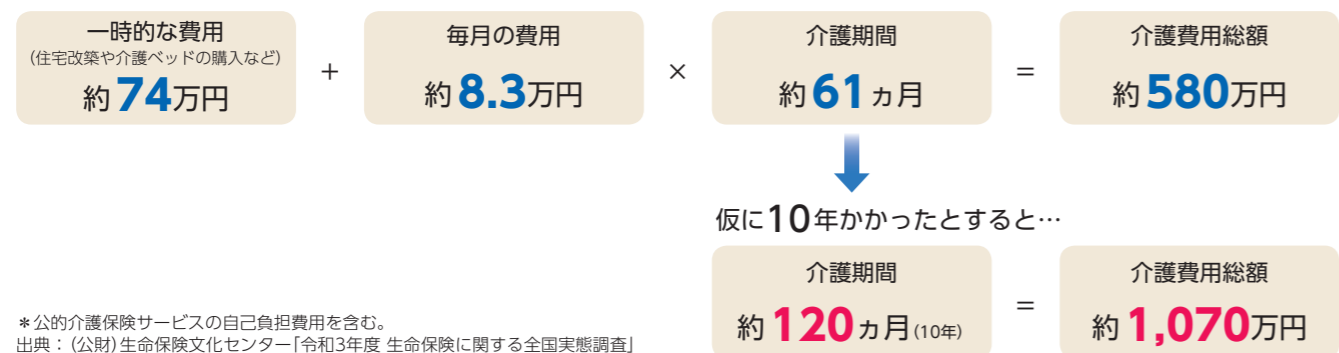 一時的な費用
(住宅改築や介護ベッドの購入など)
約74万円
+
毎月の費用
約8.3万円
×
介護期間
約61ヵ月
=
介護費用総額
約580万円
仮に10年かかったとすると…
介護期間
約120ヵ月(10年)
=
介護費用総額
約1,070万円
＊公的介護保険サービスの自己負担費用を含む。
出典：(公財)生命保険文化センター「令和3年度 生命保険に関する全国実態調査」